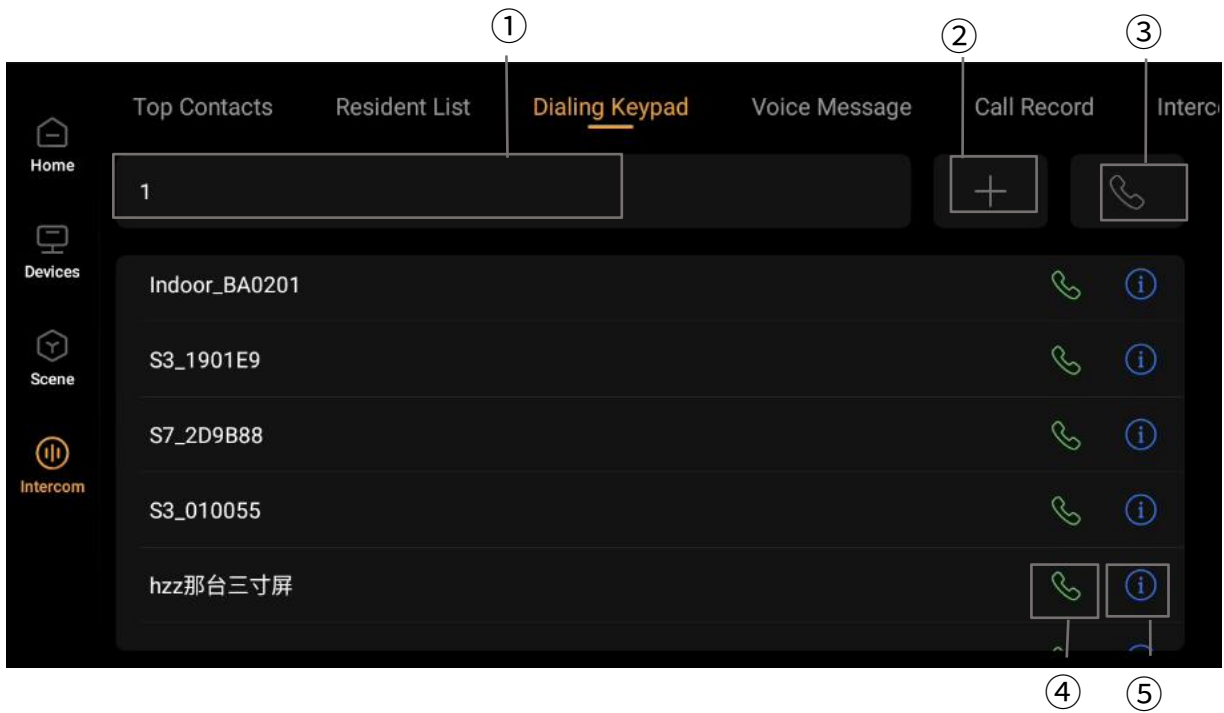 ① ② ③
Top Contacts Resident List Dialing Keypad Voice Message Call Record Interc
Home
1
Devices
Indoor_BA0201
Scene
S3_1901E9
S7_2D9B88
Intercom
S3_010055
hzz那台三寸屏
④ ⑤